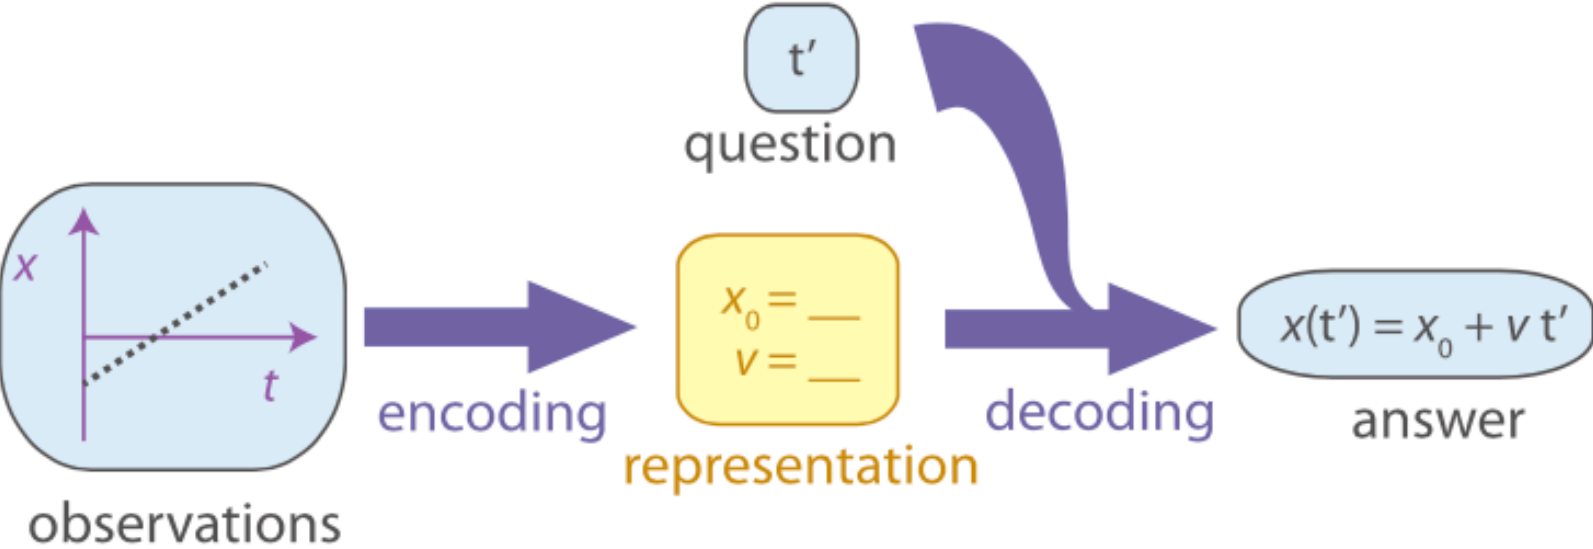 t′
question
x
t
observations
encoding
x₀ = __
v = __
representation
decoding
x(t′) = x₀ + v t′
answer